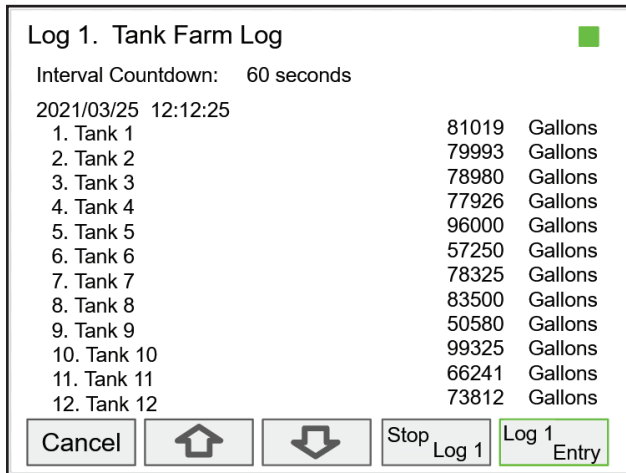 Log 1. Tank Farm Log
Interval Countdown: 60 seconds
2021/03/25 12:12:25
1. Tank 1 81019 Gallons
2. Tank 2 79993 Gallons
3. Tank 3 78980 Gallons
4. Tank 4 77926 Gallons
5. Tank 5 96000 Gallons
6. Tank 6 57250 Gallons
7. Tank 7 78325 Gallons
8. Tank 8 83500 Gallons
9. Tank 9 50580 Gallons
10. Tank 10 99325 Gallons
11. Tank 11 66241 Gallons
12. Tank 12 73812 Gallons
Cancel
Stop
Log 1
Log 1
Entry